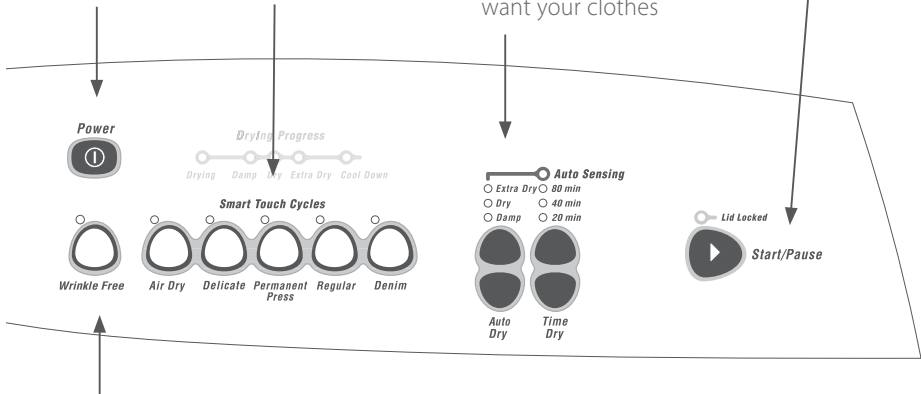 want your clothes
Power
Drying Progress
Drying Damp Dry Extra Dry Cool Down
Auto Sensing
Extra Dry 80 min
Dry 40 min
Damp 20 min
Smart Touch Cycles
Lid Locked
Start/Pause
Wrinkle Free Air Dry Delicate Permanent Press Regular Denim
Auto Dry
Time Dry